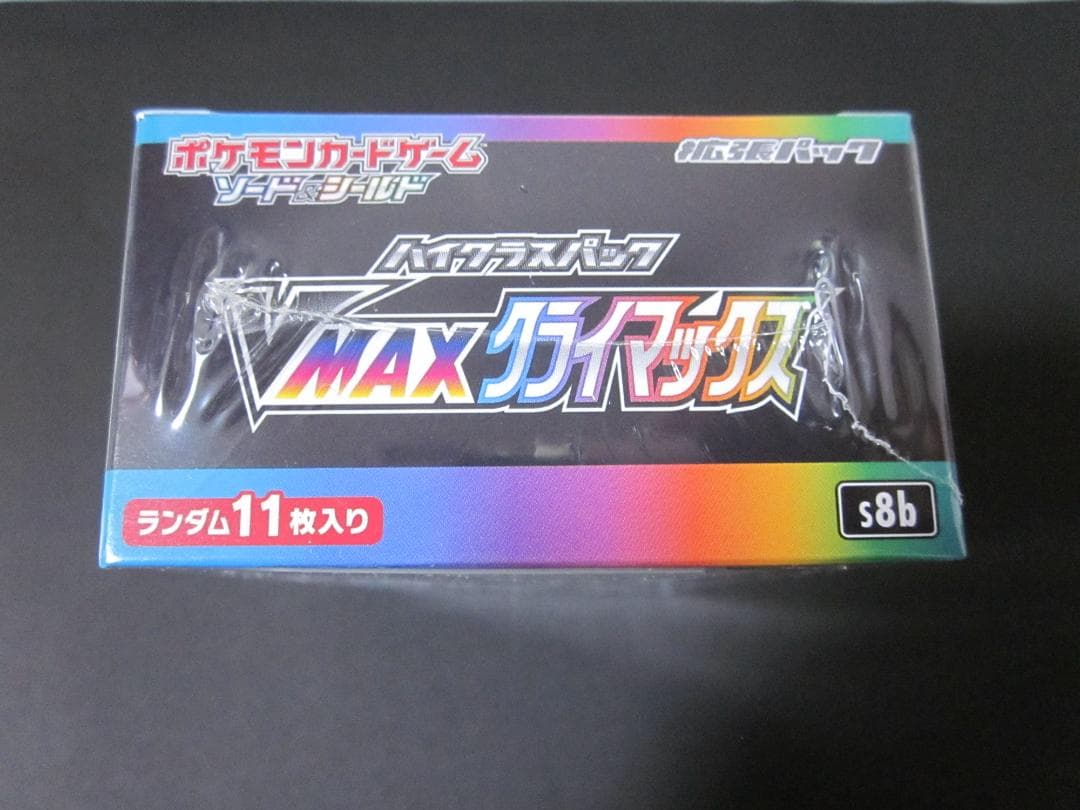 ポケモンカードゲーム
ソード&シールド
拡張パック
ハイクラスパック
VMAXクライマックス
ランダム11枚入り
s8b